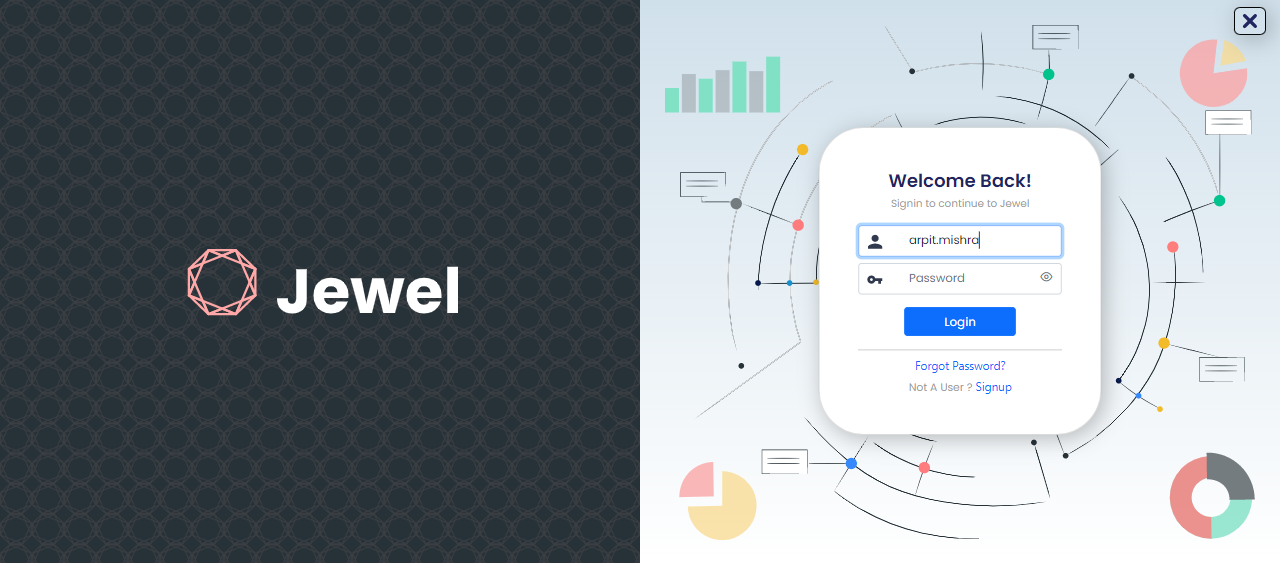 Jewel
Welcome Back!
Signin to continue to Jewel
arpit.mishra
Password
Login
Forgot Password?
Not A User ? Signup